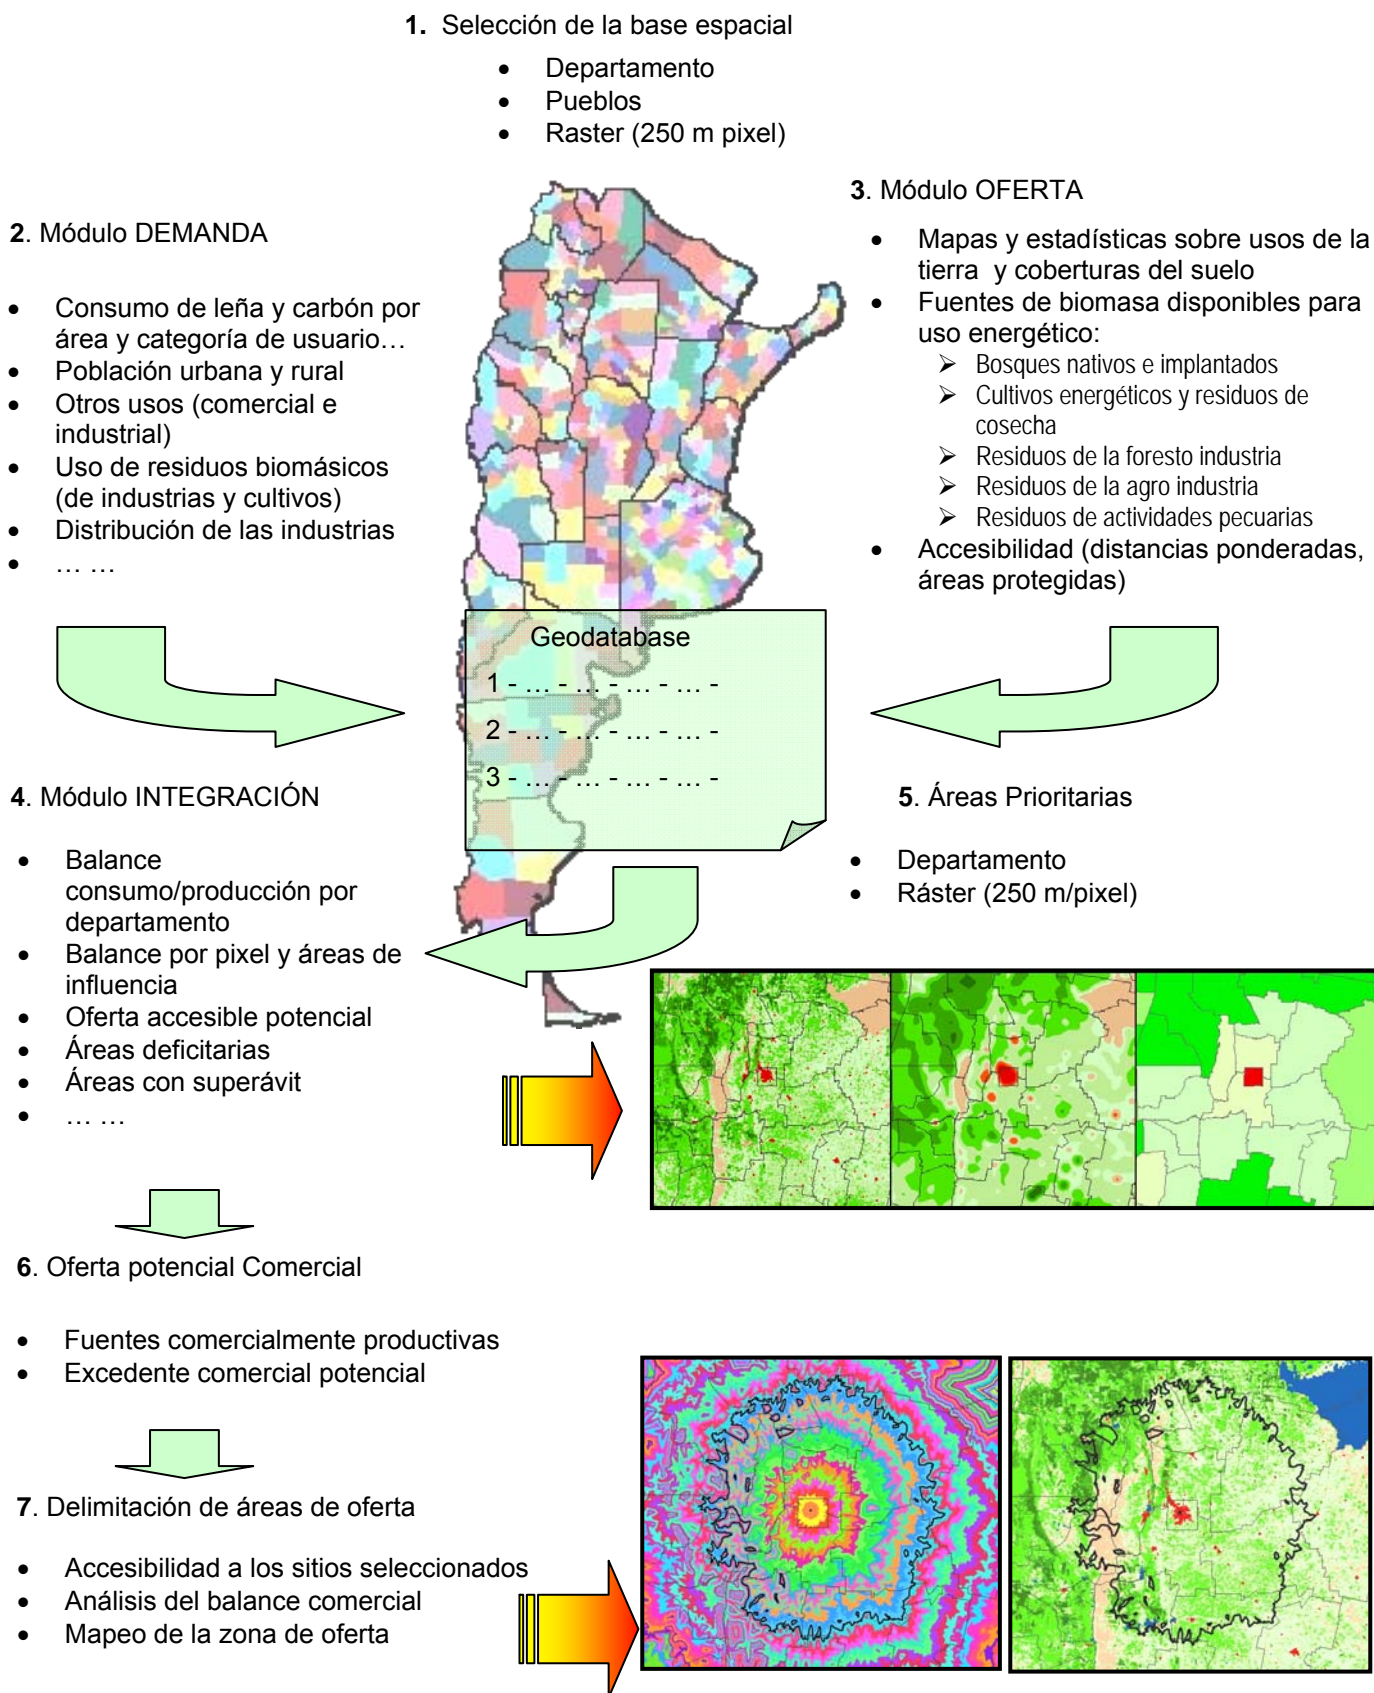 1. Selección de la base espacial
• Departamento
• Pueblos
• Raster (250 m pixel)
2. Módulo DEMANDA
• Consumo de leña y carbón por
área y categoría de usuario…
• Población urbana y rural
• Otros usos (comercial e
industrial)
• Uso de residuos biomásicos
(de industrias y cultivos)
• Distribución de las industrias
• … …
3. Módulo OFERTA
• Mapas y estadísticas sobre usos de la
tierra y coberturas del suelo
• Fuentes de biomasa disponibles para
uso energético:
➢ Bosques nativos e implantados
➢ Cultivos energéticos y residuos de
cosecha
➢ Residuos de la foresto industria
➢ Residuos de la agro industria
➢ Residuos de actividades pecuarias
• Accesibilidad (distancias ponderadas,
áreas protegidas)
Geodatabase
1 - … - … - … - … -
2 - … - … - … - … -
3 - … - … - … - … -
4. Módulo INTEGRACIÓN
• Balance
consumo/producción por
departamento
• Balance por pixel y áreas de
influencia
• Oferta accesible potencial
• Áreas deficitarias
• Áreas con superávit
• … …
5. Áreas Prioritarias
• Departamento
• Ráster (250 m/pixel)
6. Oferta potencial Comercial
• Fuentes comercialmente productivas
• Excedente comercial potencial
7. Delimitación de áreas de oferta
• Accesibilidad a los sitios seleccionados
• Análisis del balance comercial
• Mapeo de la zona de oferta